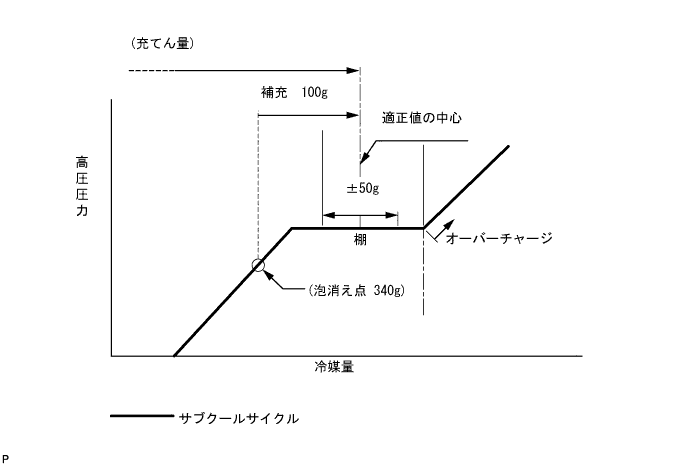 (充てん量)
補充 100g
適正値の中心
高圧圧力
±50g
棚
オーバーチャージ
(泡消え点 340g)
冷媒量
サブクールサイクル
P